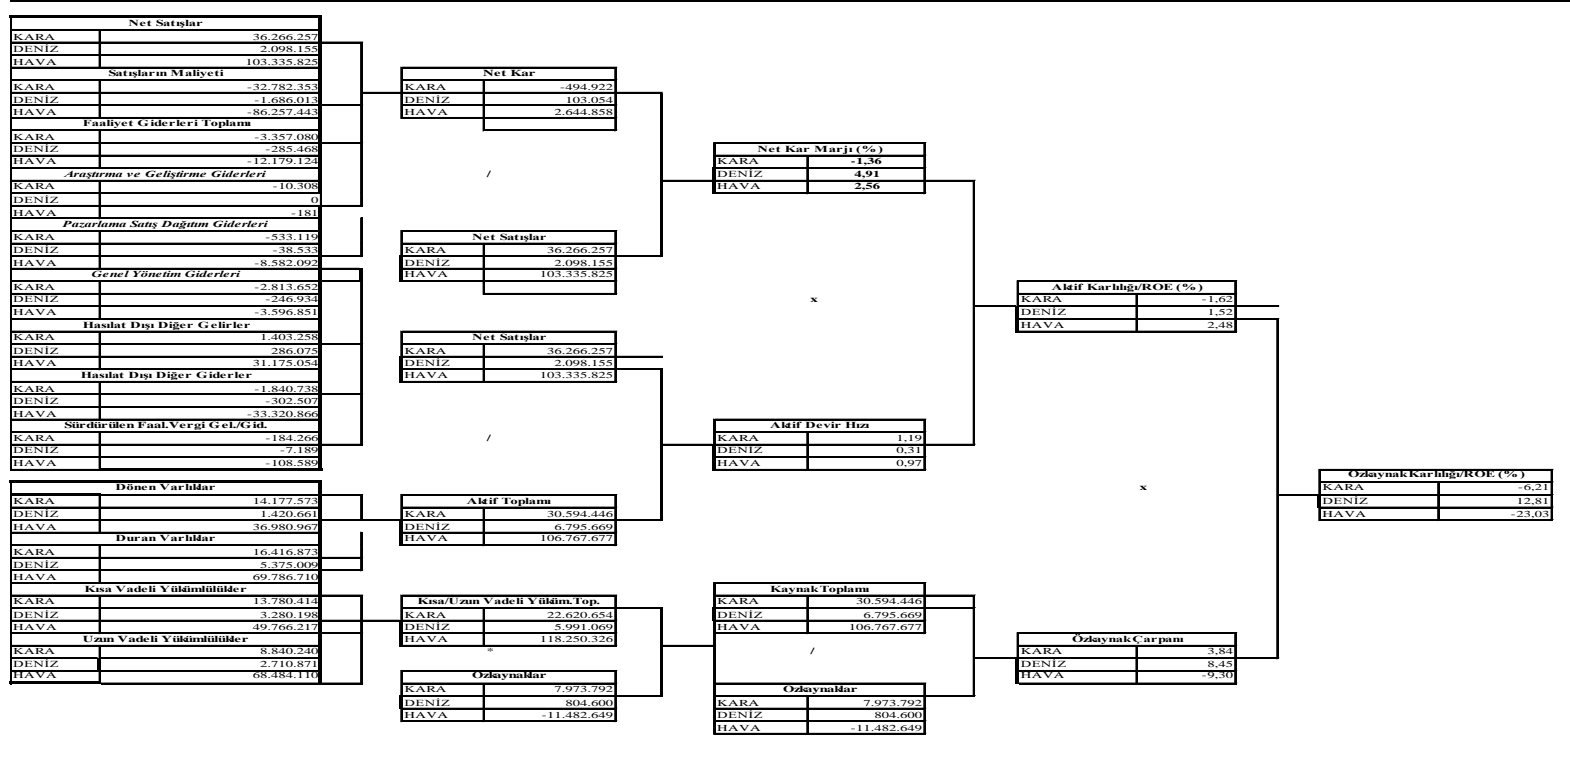 Net Satışlar
KARA 36.266.257
DENİZ 2.098.155
HAVA 103.335.825
Satışların Maliyeti
KARA -32.782.353
DENİZ -1.686.013
HAVA -86.257.443
Faaliyet Giderleri Toplamı
KARA -3.357.080
DENİZ -285.468
HAVA -12.179.124
Araştırma ve Geliştirme Giderleri
KARA -10.308
DENİZ 0
HAVA -181
Pazarlama Satış Dağıtım Giderleri
KARA -533.119
DENİZ -38.533
HAVA -8.582.092
Genel Yönetim Giderleri
KARA -2.813.652
DENİZ -246.934
HAVA -3.596.851
Hasılat Dışı Diğer Gelirler
KARA 1.403.258
DENİZ 286.075
HAVA 31.175.054
Hasılat Dışı Diğer Giderler
KARA -1.840.738
DENİZ -302.507
HAVA -33.320.866
Sürdürülen Faal.Vergi Gel./Gid.
KARA -184.266
DENİZ -7.189
HAVA -108.589
Dönen Varlıklar
KARA 14.177.573
DENİZ 1.420.661
HAVA 36.980.967
Duran Varlıklar
KARA 16.416.873
DENİZ 5.375.009
HAVA 69.786.710
Kısa Vadeli Yükümlülükler
KARA 13.780.414
DENİZ 3.280.198
HAVA 49.766.217
Uzun Vadeli Yükümlülükler
KARA 8.840.240
DENİZ 2.710.871
HAVA 68.484.110
Net Kar
KARA -494.922
DENİZ 103.054
HAVA 2.644.858
/
Net Satışlar
KARA 36.266.257
DENİZ 2.098.155
HAVA 103.335.825
Net Satışlar
KARA 36.266.257
DENİZ 2.098.155
HAVA 103.335.825
/
Aktif Toplamı
KARA 30.594.446
DENİZ 6.795.669
HAVA 106.767.677
Kısa/Uzun Vadeli Yüküm.Top.
KARA 22.620.654
DENİZ 5.991.069
HAVA 118.250.326
*
Özkaynaklar
KARA 7.973.792
DENİZ 804.600
HAVA -11.482.649
Net Kar Marjı (%)
KARA -1,36
DENİZ 4,91
HAVA 2,56
x
Aktif Devir Hızı
KARA 1,19
DENİZ 0,31
HAVA 0,97
Kaynak Toplamı
KARA 30.594.446
DENİZ 6.795.669
HAVA 106.767.677
/
Özkaynaklar
KARA 7.973.792
DENİZ 804.600
HAVA -11.482.649
Aktif Karlılığı/ROE (%)
KARA -1,62
DENİZ 1,52
HAVA 2,48
x
Özkaynak Çarpanı
KARA 3,84
DENİZ 8,45
HAVA -9,30
Özkaynak Karlılığı/ROE (%)
KARA -6,21
DENİZ 12,81
HAVA -23,03